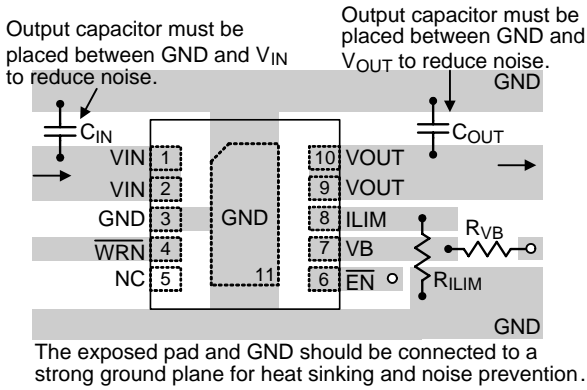 Output capacitor must be
placed between GND and VIN
to reduce noise.
Output capacitor must be
placed between GND and
VOUT to reduce noise.
GND
CIN
COUT
VIN 1
VIN 2
GND 3
WRN 4
NC 5
GND
11
10 VOUT
9 VOUT
8 ILIM
7 VB
6 EN
RVB
RILIM
GND
The exposed pad and GND should be connected to a
strong ground plane for heat sinking and noise prevention.